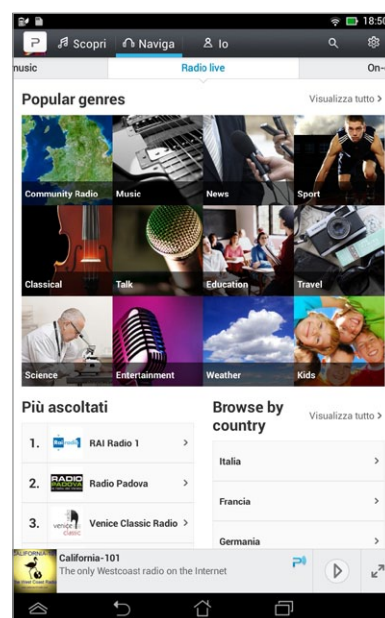 18:50
Scopri
Naviga
Io
music
Radio live
On-
Popular genres
Visualizza tutto
Community Radio
Music
News
Sport
Classical
Talk
Education
Travel
Science
Entertainment
Weather
Kids
Più ascoltati
Browse by
country
Visualizza tutto
1.
Rai radio1
RAI Radio 1
2.
RADIO
PADOVA
Radio Padova
3.
venice
classic
Venice Classic Radio
Italia
Francia
Germania
CALIFORNIA-
California-101
The only Westcoast radio on the
Internet